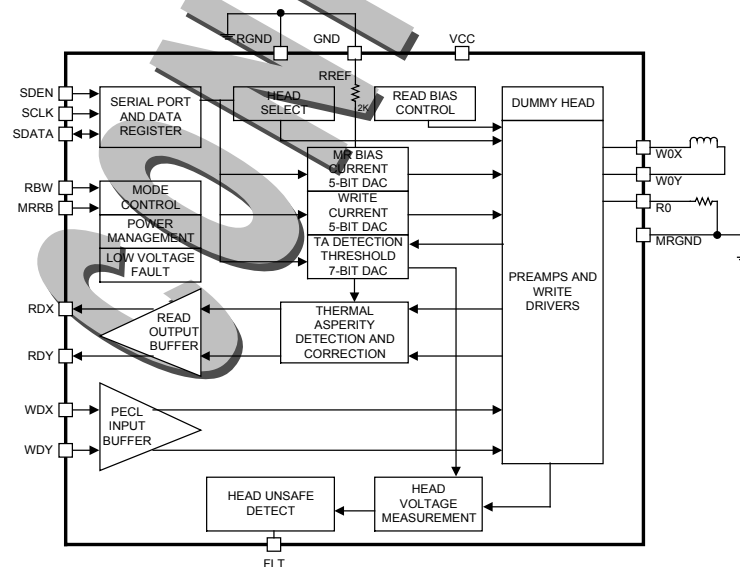 RGND
GND
VCC
RREF
2K
SDEN
SCLK
SDATA
SERIAL PORT
AND DATA
REGISTER
HEAD
SELECT
READ BIAS
CONTROL
DUMMY HEAD
W0X
W0Y
R0
MRGND
MR BIAS
CURRENT
5-BIT DAC
WRITE
CURRENT
5-BIT DAC
TA DETECTION
THRESHOLD
7-BIT DAC
RBW
MRRB
MODE
CONTROL
POWER
MANAGEMENT
LOW VOLTAGE
FAULT
PREAMPS AND
WRITE
DRIVERS
RDX
RDY
READ
OUTPUT
BUFFER
THERMAL
ASPERITY
DETECTION AND
CORRECTION
WDX
WDY
PECL
INPUT
BUFFER
HEAD UNSAFE
DETECT
HEAD
VOLTAGE
MEASUREMENT
FLT